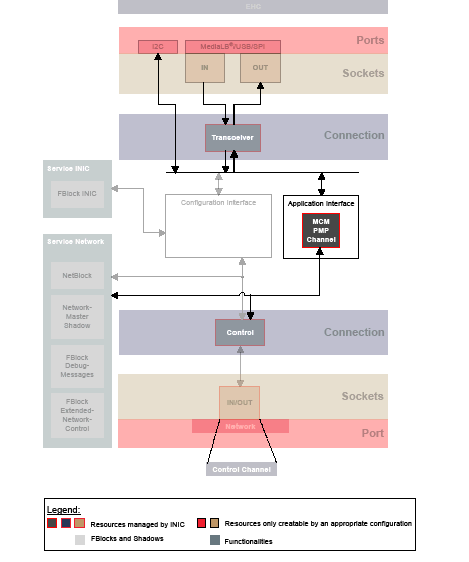 EHC
Ports
I2C
MediaLB®/USB/SPI
IN
OUT
Sockets
Transceiver
Connection
Service INIC
FBlock INIC
Configuration Interface
Application Interface
MCM
PMP
Channel
Service Network
NetBlock
Network-
Master
Shadow
Control
Connection
FBlock
Debug-
Messages
Sockets
IN/OUT
FBlock
Extended-
Network-
Control
Network
Port
Control Channel
Legend:
Resources managed by INIC
Resources only creatable by an appropriate configuration
FBlocks and Shadows
Functionalities